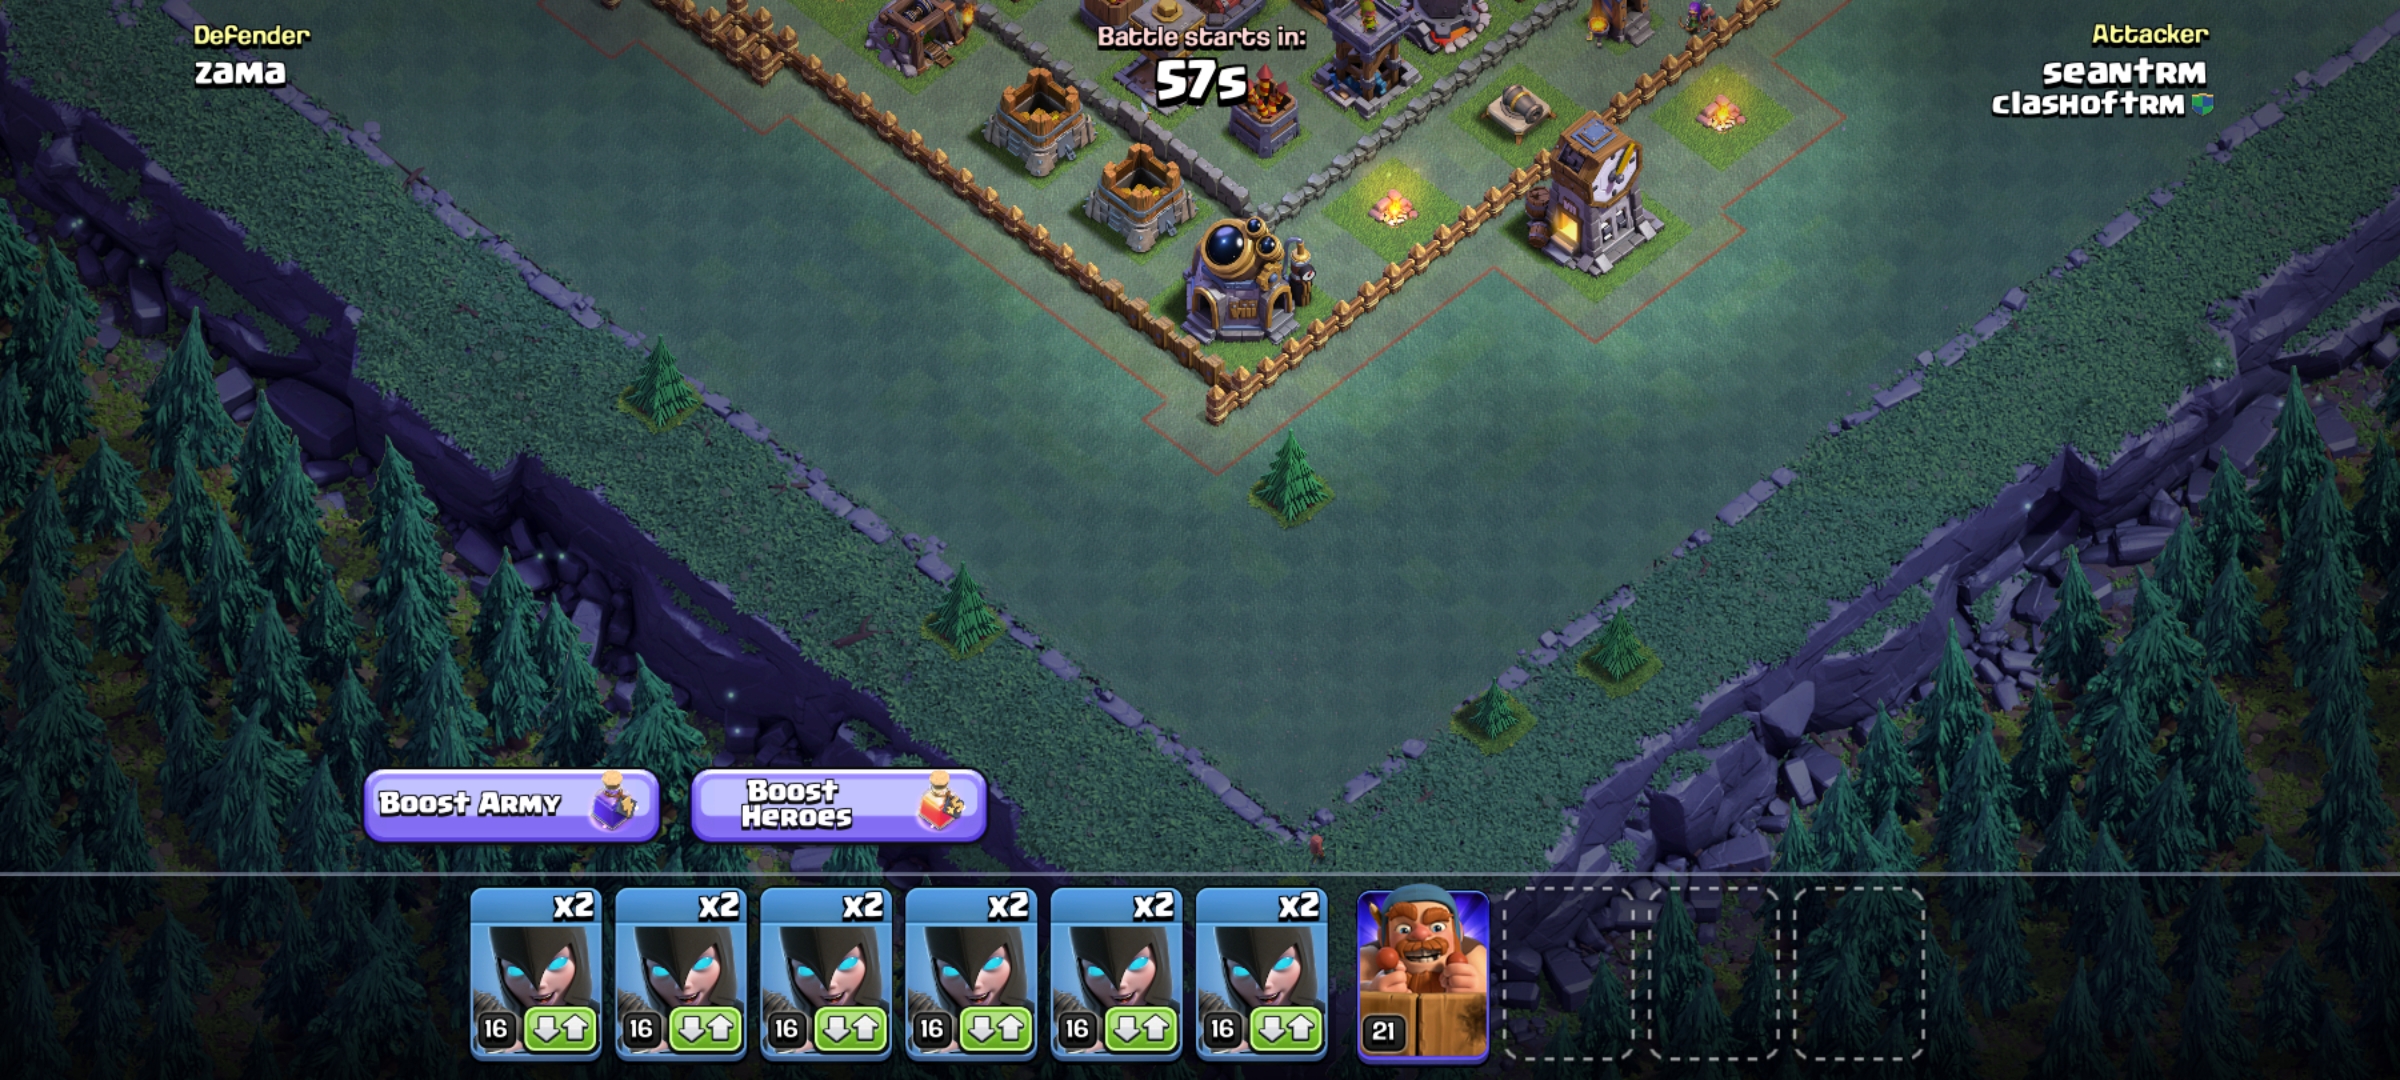 Defender
zama
Battle starts in:
57s
Attacker
seantRM
clashoftRM
VIII
Boost Army
Boost
Heroes
x2
x2
x2
x2
x2
x2
16
16
16
16
16
16
21